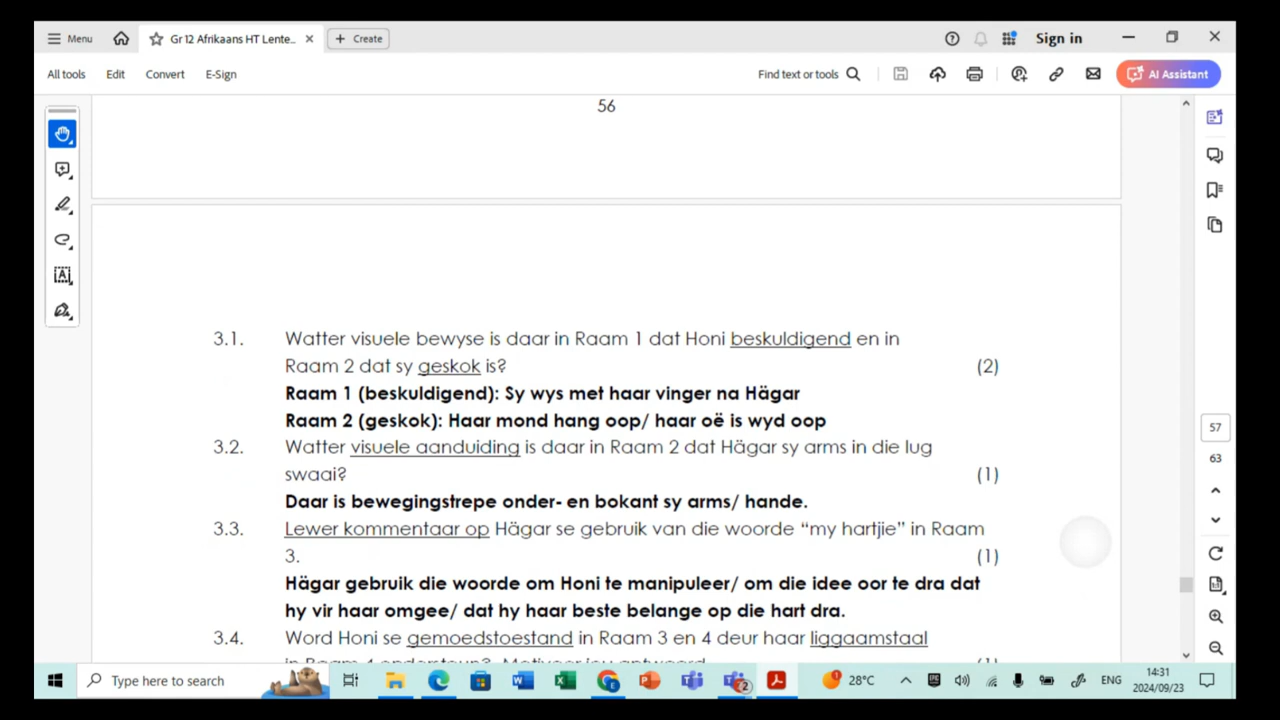 Menu
Gr 12 Afrikaans HT Lente...
Create
Sign in
All tools
Edit
Convert
E-Sign
Find text or tools
AI Assistant
56
3.1. Watter visuele bewyse is daar in Raam 1 dat Honi beskuldigend en in
Raam 2 dat sy geskok is? (2)
Raam 1 (beskuldigend): Sy wys met haar vinger na Hägar
Raam 2 (geskok): Haar mond hang oop/ haar oë is wyd oop
3.2. Watter visuele aanduiding is daar in Raam 2 dat Hägar sy arms in die lug
swaai? (1)
Daar is bewegingstrepe onder- en bokant sy arms/ hande.
3.3. Lewer kommentaar op Hägar se gebruik van die woorde “my hartjie” in Raam
3. (1)
Hägar gebruik die woorde om Honi te manipuleer/ om die idee oor te dra dat
hy vir haar omgee/ dat hy haar beste belange op die hart dra.
3.4. Word Honi se gemoedstoestand in Raam 3 en 4 deur haar liggaamstaal
in Raam 4 ondersteun? Motiveer jou antwoord. (1)
57
63
Type here to search
28°C
ENG
14:31
2024/09/23